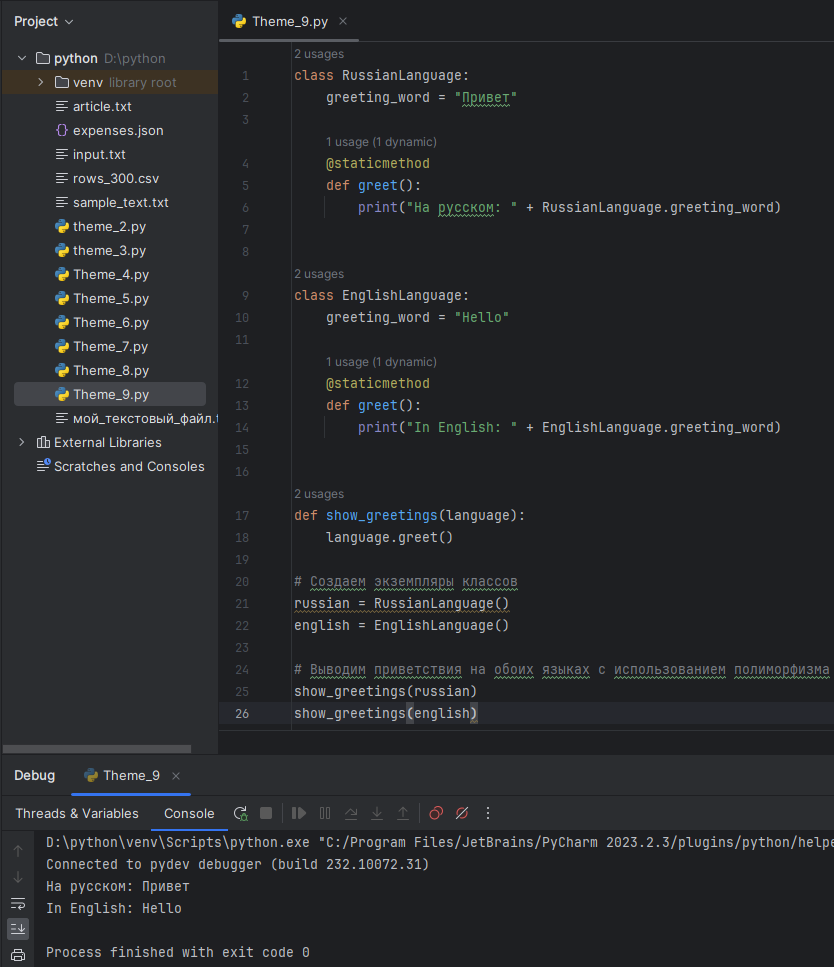 Project
Theme_9.py
python D:\python
venv library root
article.txt
expenses.json
input.txt
rows_300.csv
sample_text.txt
theme_2.py
theme_3.py
Theme_4.py
Theme_5.py
Theme_6.py
Theme_7.py
Theme_8.py
Theme_9.py
мой_текстовый_файл.t
External Libraries
Scratches and Consoles
2 usages
1 class RussianLanguage:
2 greeting_word = "Привет"
3
1 usage (1 dynamic)
4 @staticmethod
5 def greet():
6 print("На русском: " + RussianLanguage.greeting_word)
7
8
2 usages
9 class EnglishLanguage:
10 greeting_word = "Hello"
11
1 usage (1 dynamic)
12 @staticmethod
13 def greet():
14 print("In English: " + EnglishLanguage.greeting_word)
15
16
2 usages
17 def show_greetings(language):
18 language.greet()
19
20 # Создаем экземпляры классов
21 russian = RussianLanguage()
22 english = EnglishLanguage()
23
24 # Выводим приветствия на обоих языках с использованием полиморфизма
25 show_greetings(russian)
26 show_greetings(english)
Debug Theme_9
Threads & Variables Console
D:\python\venv\Scripts\python.exe "C:/Program Files/JetBrains/PyCharm 2023.2.3/plugins/python/helpe
Connected to pydev debugger (build 232.10072.31)
На русском: Привет
In English: Hello
Process finished with exit code 0